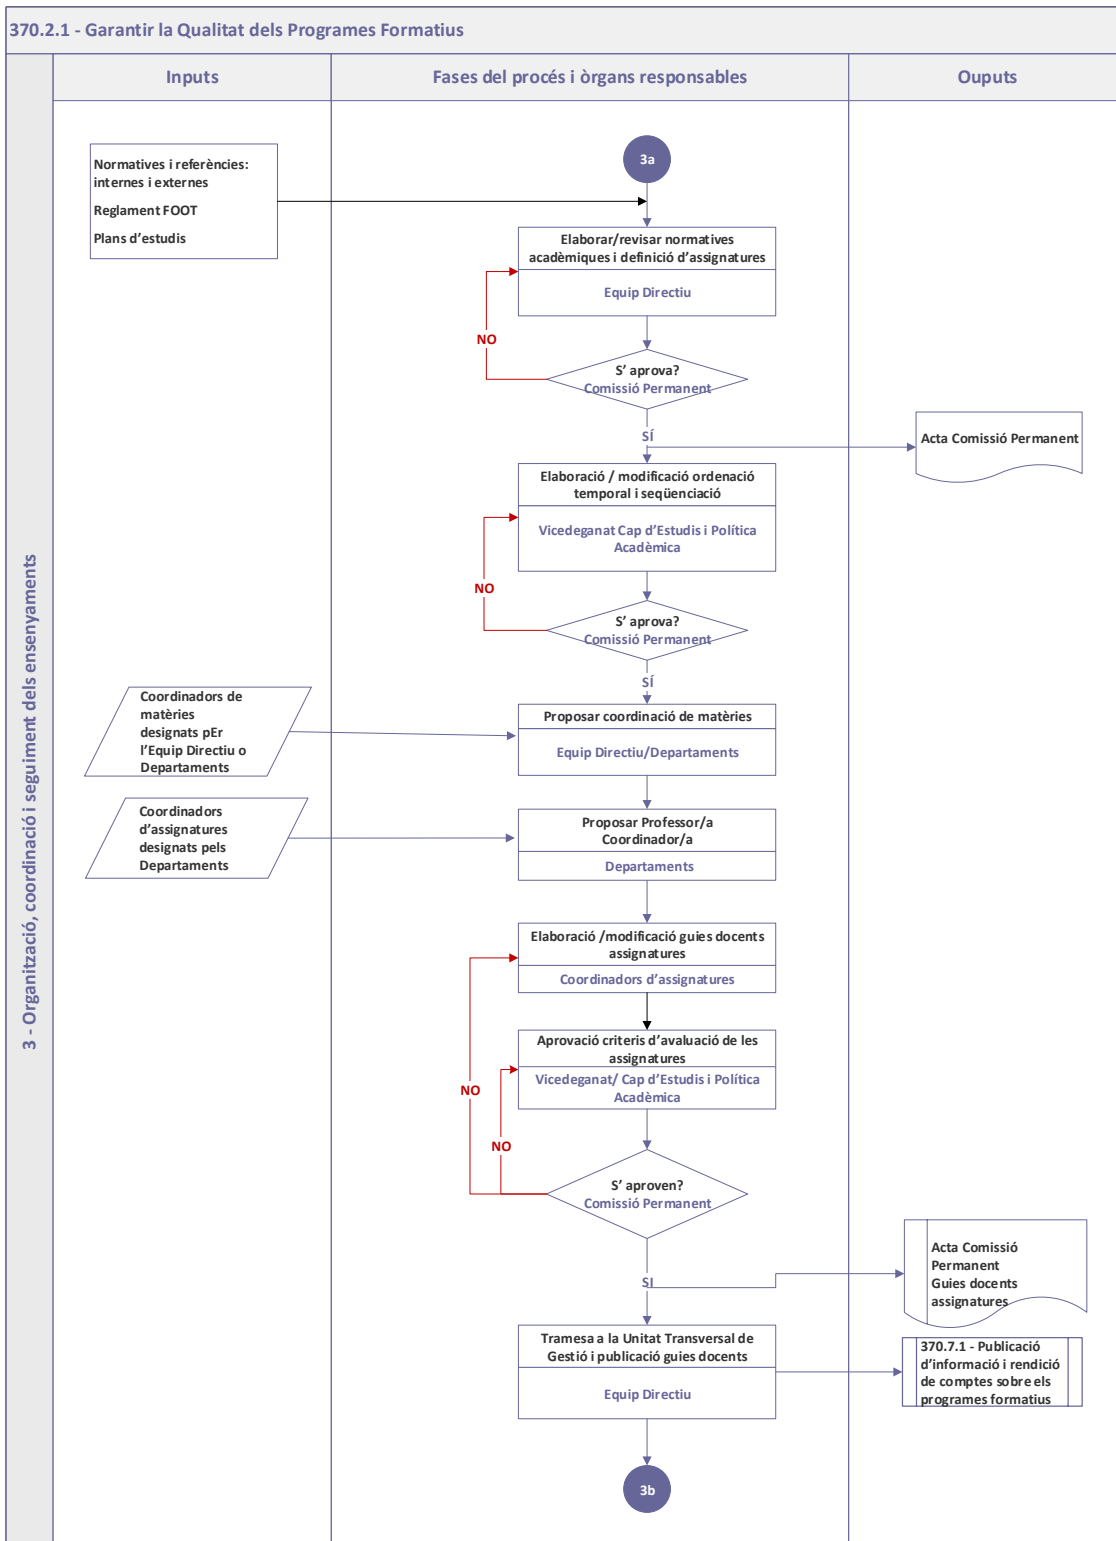 370.2.1 - Garantir la Qualitat dels Programes Formatius
Inputs
Fases del procés i òrgans responsables
Ouputs
3 - Organització, coordinació i seguiment dels ensenyaments
3a
Normatives i referències:
internes i externes
Reglament FOOT
Plans d’estudis
Elaborar/revisar normatives
acadèmiques i definició d’assignatures
Equip Directiu
NO
S’ aprova?
Comissió Permanent
SÍ
Acta Comissió Permanent
Elaboració / modificació ordenació
temporal i seqüenciació
Vicedeganat Cap d’Estudis i Política
Acadèmica
NO
S’ aprova?
Comissió Permanent
SÍ
Coordinadors de
matèries
designats pEr
l’Equip Directiu o
Departaments
Proposar coordinació de matèries
Equip Directiu/Departaments
Coordinadors
d’assignatures
designats pels
Departaments
Proposar Professor/a
Coordinador/a
Departaments
Elaboració /modificació guies docents
assignatures
Coordinadors d’assignatures
Aprovació criteris d’avaluació de les
assignatures
Vicedeganat/ Cap d’Estudis i Política
Acadèmica
NO
NO
S’ aproven?
Comissió Permanent
SI
Acta Comissió
Permanent
Guies docents
assignatures
Tramesa a la Unitat Transversal de
Gestió i publicació guies docents
Equip Directiu
370.7.1 - Publicació
d’informació i rendició
de comptes sobre els
programes formatius
3b